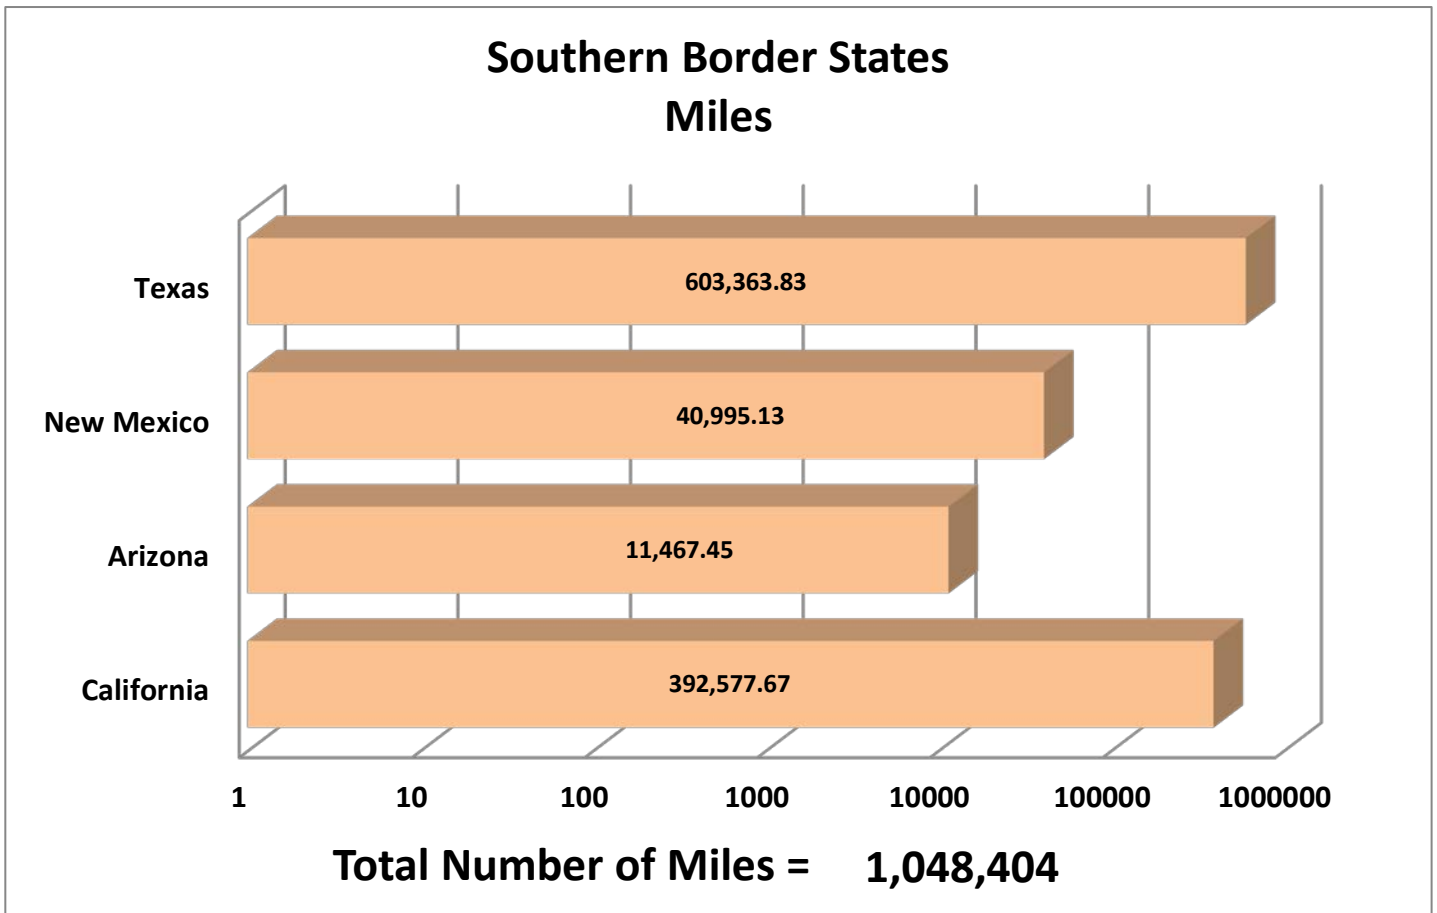 Southern Border States
Miles
Texas
603,363.83
New Mexico
40,995.13
Arizona
11,467.45
California
392,577.67
1 10 100 1000 10000 100000 1000000
Total Number of Miles = 1,048,404